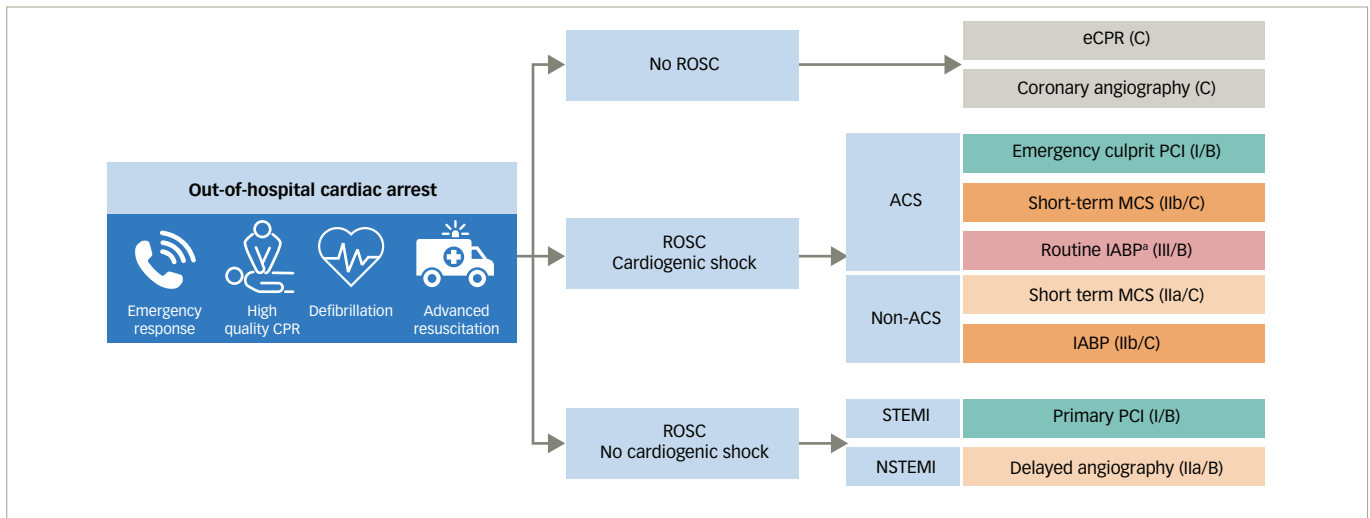 Out-of-hospital cardiac arrest
Emergency
response
High
quality CPR
Defibrillation
Advanced
resuscitation
No ROSC
eCPR (C)
Coronary angiography (C)
ROSC
Cardiogenic shock
ACS
Emergency culprit PCI (I/B)
Short-term MCS (IIb/C)
Routine IABPᵃ (III/B)
Non-ACS
Short term MCS (IIa/C)
IABP (IIb/C)
ROSC
No cardiogenic shock
STEMI
Primary PCI (I/B)
NSTEMI
Delayed angiography (IIa/B)